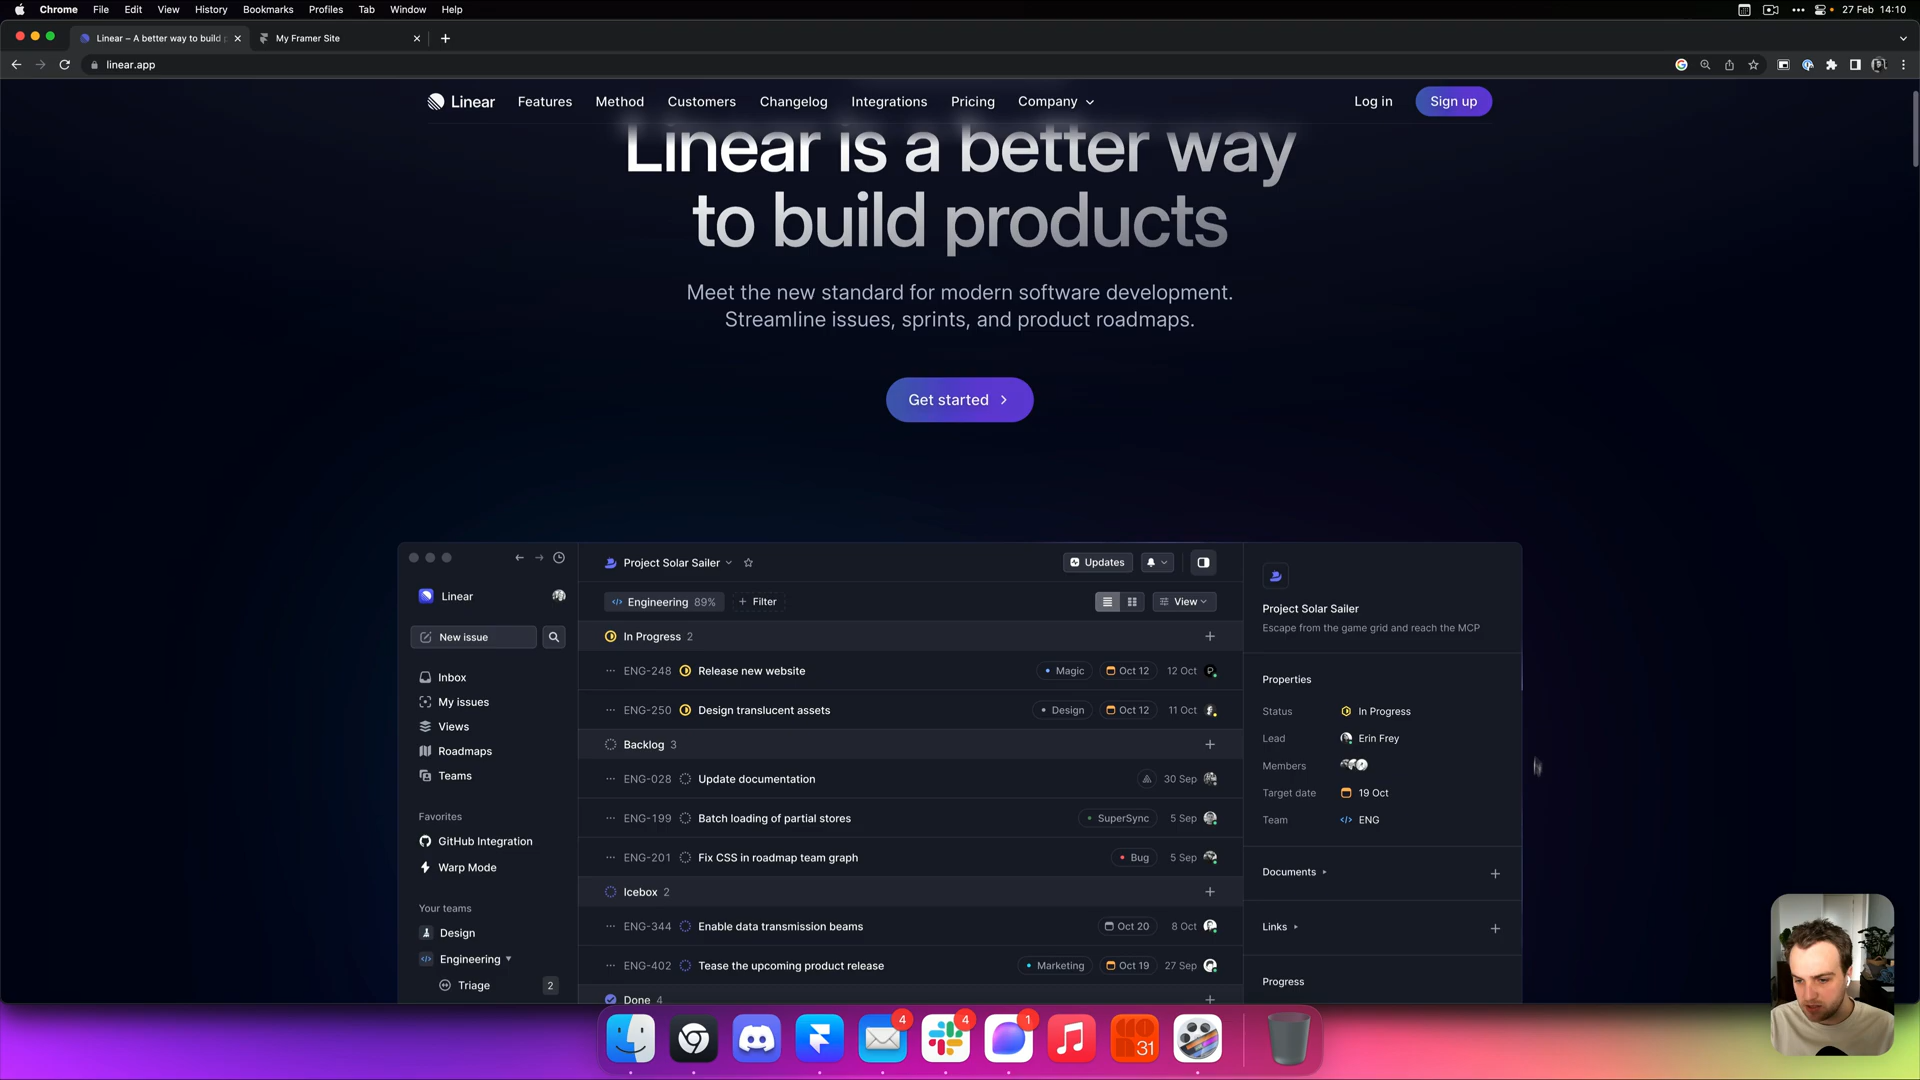 Chrome File Edit View History Bookmarks Profiles Tab Window Help 27 Feb 14:10
Linear – A better way to build My Framer Site
linear.app
Linear Features Method Customers Changelog Integrations Pricing Company Log in Sign up
Linear is a better way
to build products
Meet the new standard for modern software development.
Streamline issues, sprints, and product roadmaps.
Get started
Linear
New issue
Inbox
My issues
Views
Roadmaps
Teams
Favorites
GitHub Integration
Warp Mode
Your teams
Design
Engineering
Triage 2
Project Solar Sailer Updates
Engineering 89% + Filter View
In Progress 2
ENG-248 Release new website Magic Oct 12 12 Oct
ENG-250 Design translucent assets Design Oct 12 11 Oct
Backlog 3
ENG-028 Update documentation 30 Sep
ENG-199 Batch loading of partial stores SuperSync 5 Sep
ENG-201 Fix CSS in roadmap team graph Bug 5 Sep
Icebox 2
ENG-344 Enable data transmission beams Oct 20 8 Oct
ENG-402 Tease the upcoming product release Marketing Oct 19 27 Sep
Done 4
Project Solar Sailer
Escape from the game grid and reach the MCP
Properties
Status In Progress
Lead Erin Frey
Members
Target date 19 Oct
Team ENG
Documents
Links
Progress
4 4 1
31